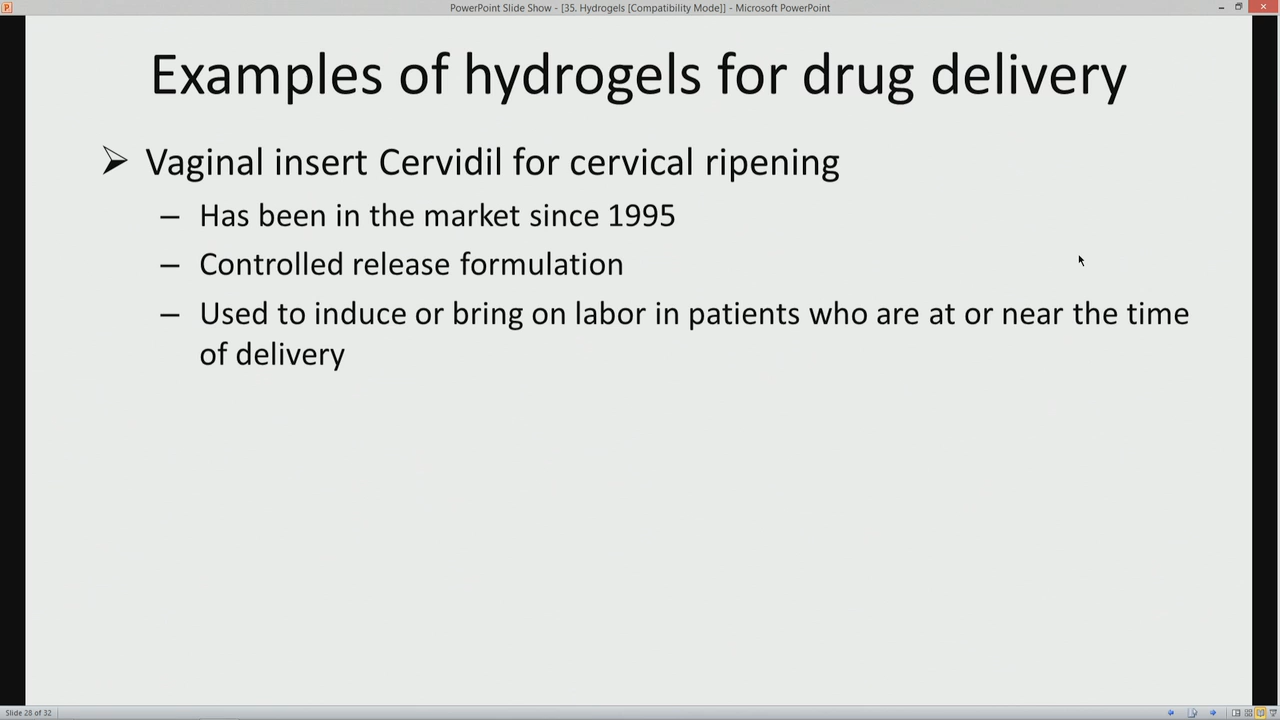 PowerPoint Slide Show - [35. Hydrogels [Compatibility Mode]] - Microsoft PowerPoint
Examples of hydrogels for drug delivery
➢ Vaginal insert Cervidil for cervical ripening
– Has been in the market since 1995
– Controlled release formulation
– Used to induce or bring on labor in patients who are at or near the time
of delivery
Slide 28 of 32